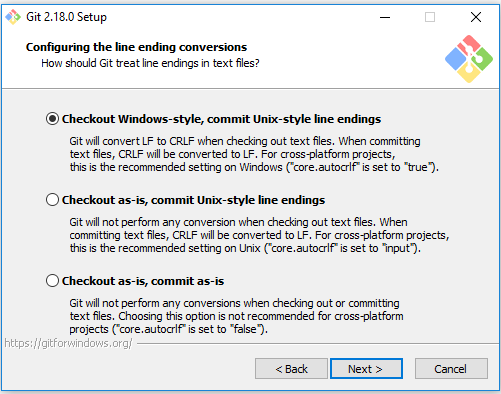 Git 2.18.0 Setup
Configuring the line ending conversions
How should Git treat line endings in text files?
Checkout Windows-style, commit Unix-style line endings
Git will convert LF to CRLF when checking out text files. When committing
text files, CRLF will be converted to LF. For cross-platform projects,
this is the recommended setting on Windows ("core.autocrlf" is set to "true").
Checkout as-is, commit Unix-style line endings
Git will not perform any conversion when checking out text files. When
committing text files, CRLF will be converted to LF. For cross-platform projects,
this is the recommended setting on Unix ("core.autocrlf" is set to "input").
Checkout as-is, commit as-is
Git will not perform any conversions when checking out or committing
text files. Choosing this option is not recommended for cross-platform
projects ("core.autocrlf" is set to "false").
https://gitforwindows.org/
< Back Next > Cancel